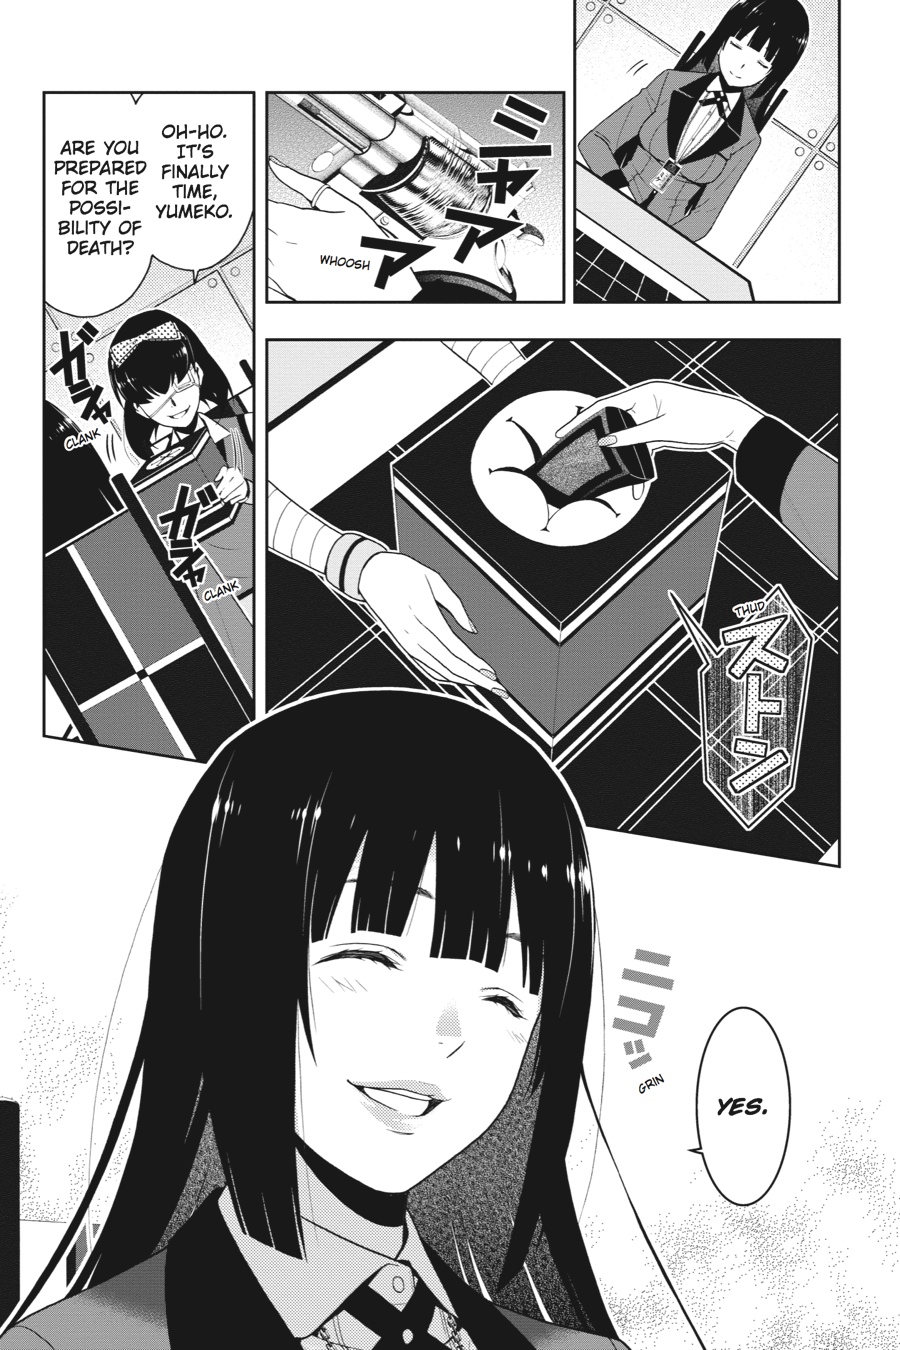 シャアアア
WHOOSH
OH-HO.
IT'S
FINALLY
TIME,
YUMEKO.
ARE YOU
PREPARED
FOR THE
POSSI-
BILITY OF
DEATH?
ガチャ
CLANK
ガチャ
CLANK
THUD
ストン
ニコッ
GRIN
YES.